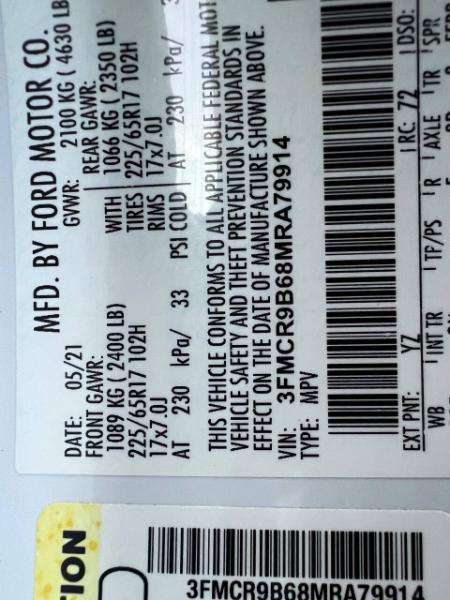 MFD. BY FORD MOTOR CO.
DATE: 05/21 GVWR: 2100 KG ( 4630 LB
FRONT GAWR: REAR GAWR:
1089 KG ( 2400 LB) WITH 1066 KG ( 2350 LB)
225/65R17 102H TIRES 225/65R17 102H
17x7.0J RIMS 17x7.0J
AT 230 kPa/ 33 PSI COLD AT 230 kPa/
THIS VEHICLE CONFORMS TO ALL APPLICABLE FEDERAL MOT
VEHICLE SAFETY AND THEFT PREVENTION STANDARDS IN
EFFECT ON THE DATE OF MANUFACTURE SHOWN ABOVE.
VIN: 3FMCR9B68MRA79914
TYPE: MPV
EXT PNT: YZ RC: 72 DSO:
WB INT TR TP/PS R AXLE TR SPR
TION
3FMCR9B68MRA79914